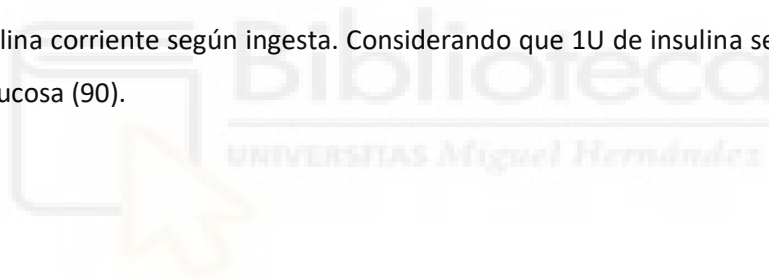 lina corriente según ingesta. Considerando que 1U de insulina se
ucosa (90).
Biblioteca
UNIVERSITAS Miguel Hernández